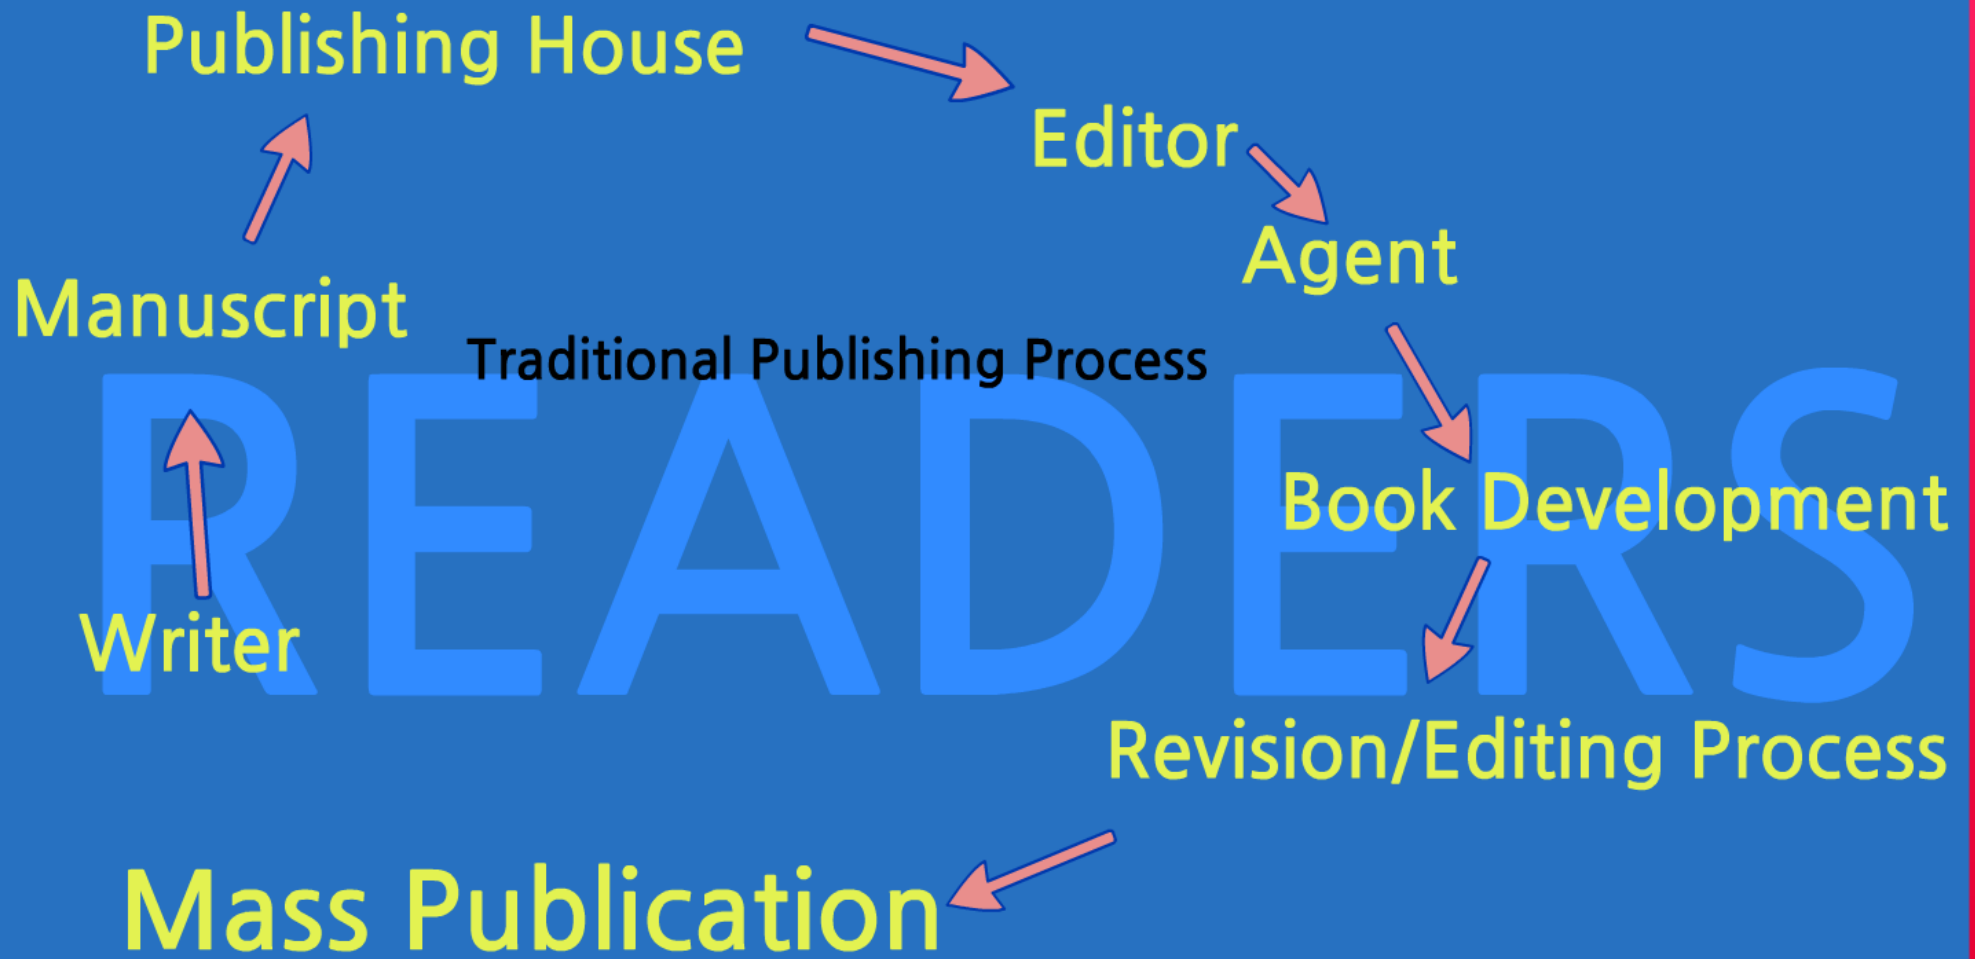 Publishing House
Editor
Agent
Manuscript
Traditional Publishing Process
READERS
Book Development
Writer
Revision/Editing Process
Mass Publication